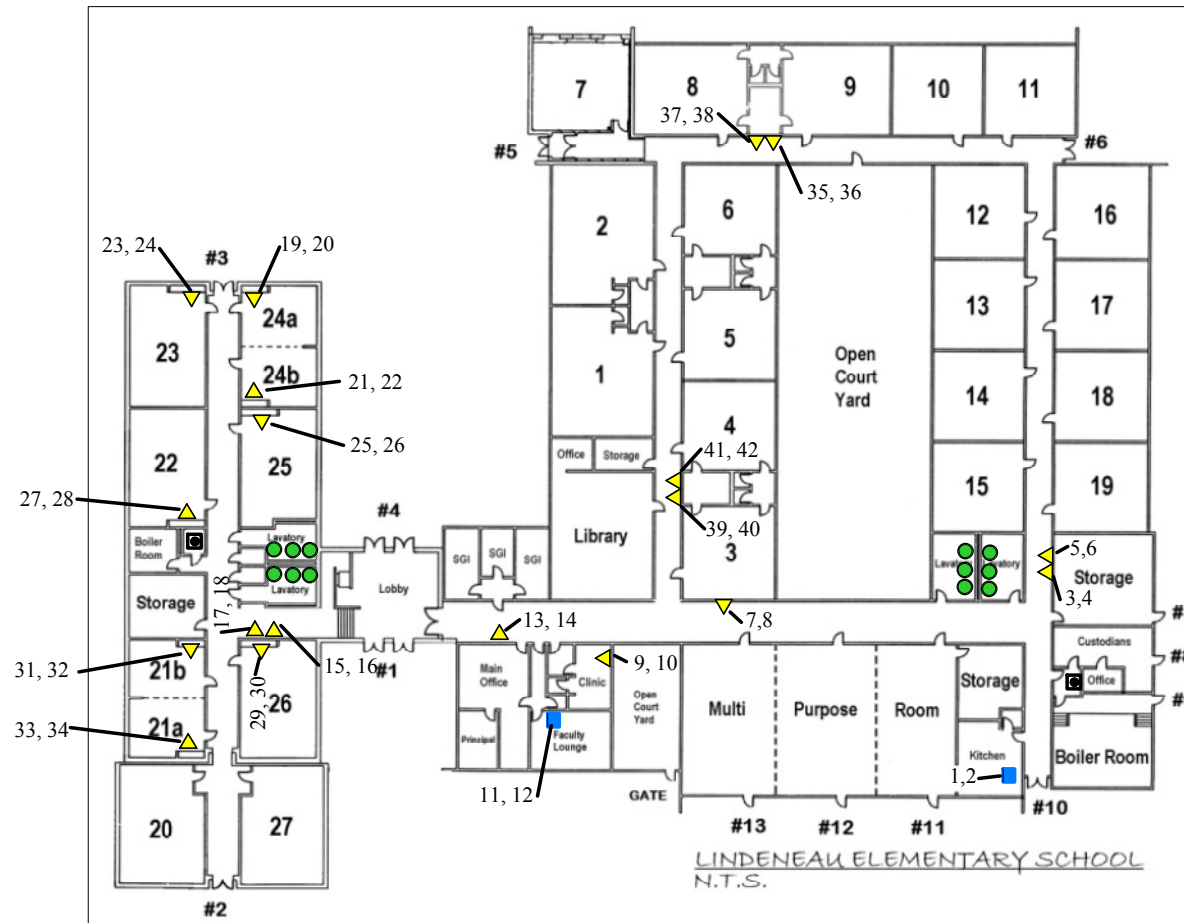 7
8
9
10
11
37, 38
#5
#6
35, 36
2
6
12
16
23, 24
#3
19, 20
13
17
24a
23
5
1
Open
Court
Yard
24b
21, 22
14
18
4
25, 26
22
25
Office
Storage
41, 42
15
19
27, 28
#4
Library
39, 40
Boiler
Room
Lavatory
SGI
SGI
SGI
3
5,6
Lavatory
Storage
Lobby
Lavatory
Storage
3,4
17, 18
7,8
13, 14
#1
15, 16
31, 32
21b
29, 30
26
9, 10
Main
Office
Clinic
Open
Court
Yard
Custodians
Office
Storage
Multi
Purpose
Room
33, 34
21a
Principal
Faculty
Lounge
Kitchen
Boiler Room
1,2
11, 12
GATE
#10
20
27
#13
#12
#11
LINDENEAU ELEMENTARY SCHOOL
N.T.S.
#2